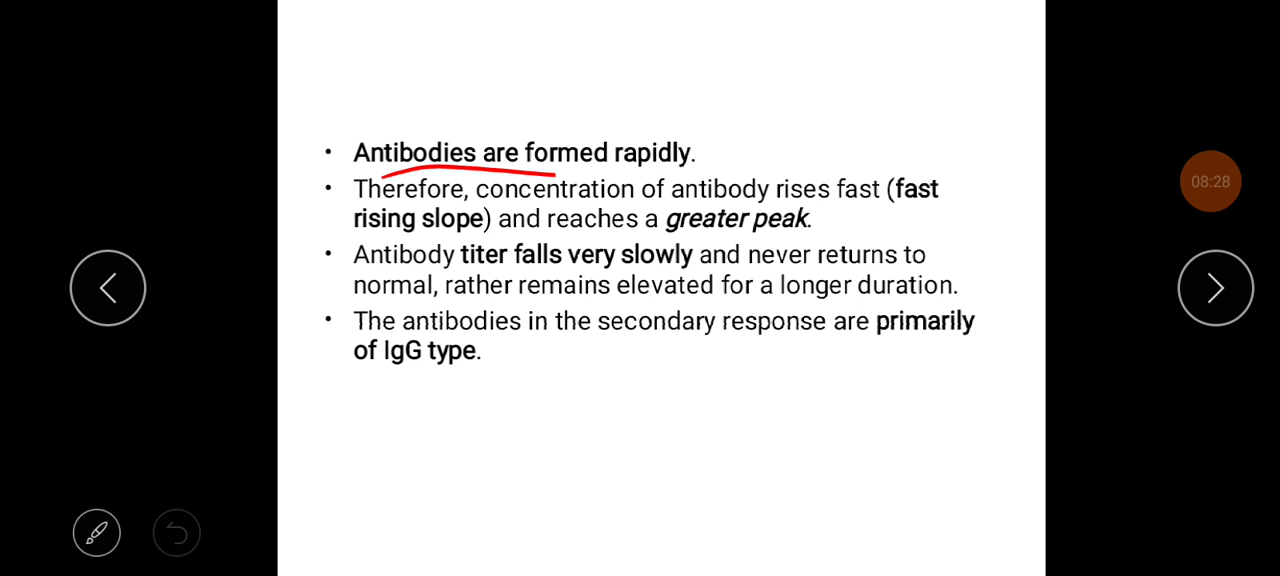 • Antibodies are formed rapidly.
• Therefore, concentration of antibody rises fast (fast
rising slope) and reaches a greater peak.
• Antibody titer falls very slowly and never returns to
normal, rather remains elevated for a longer duration.
• The antibodies in the secondary response are primarily
of IgG type.
08:28